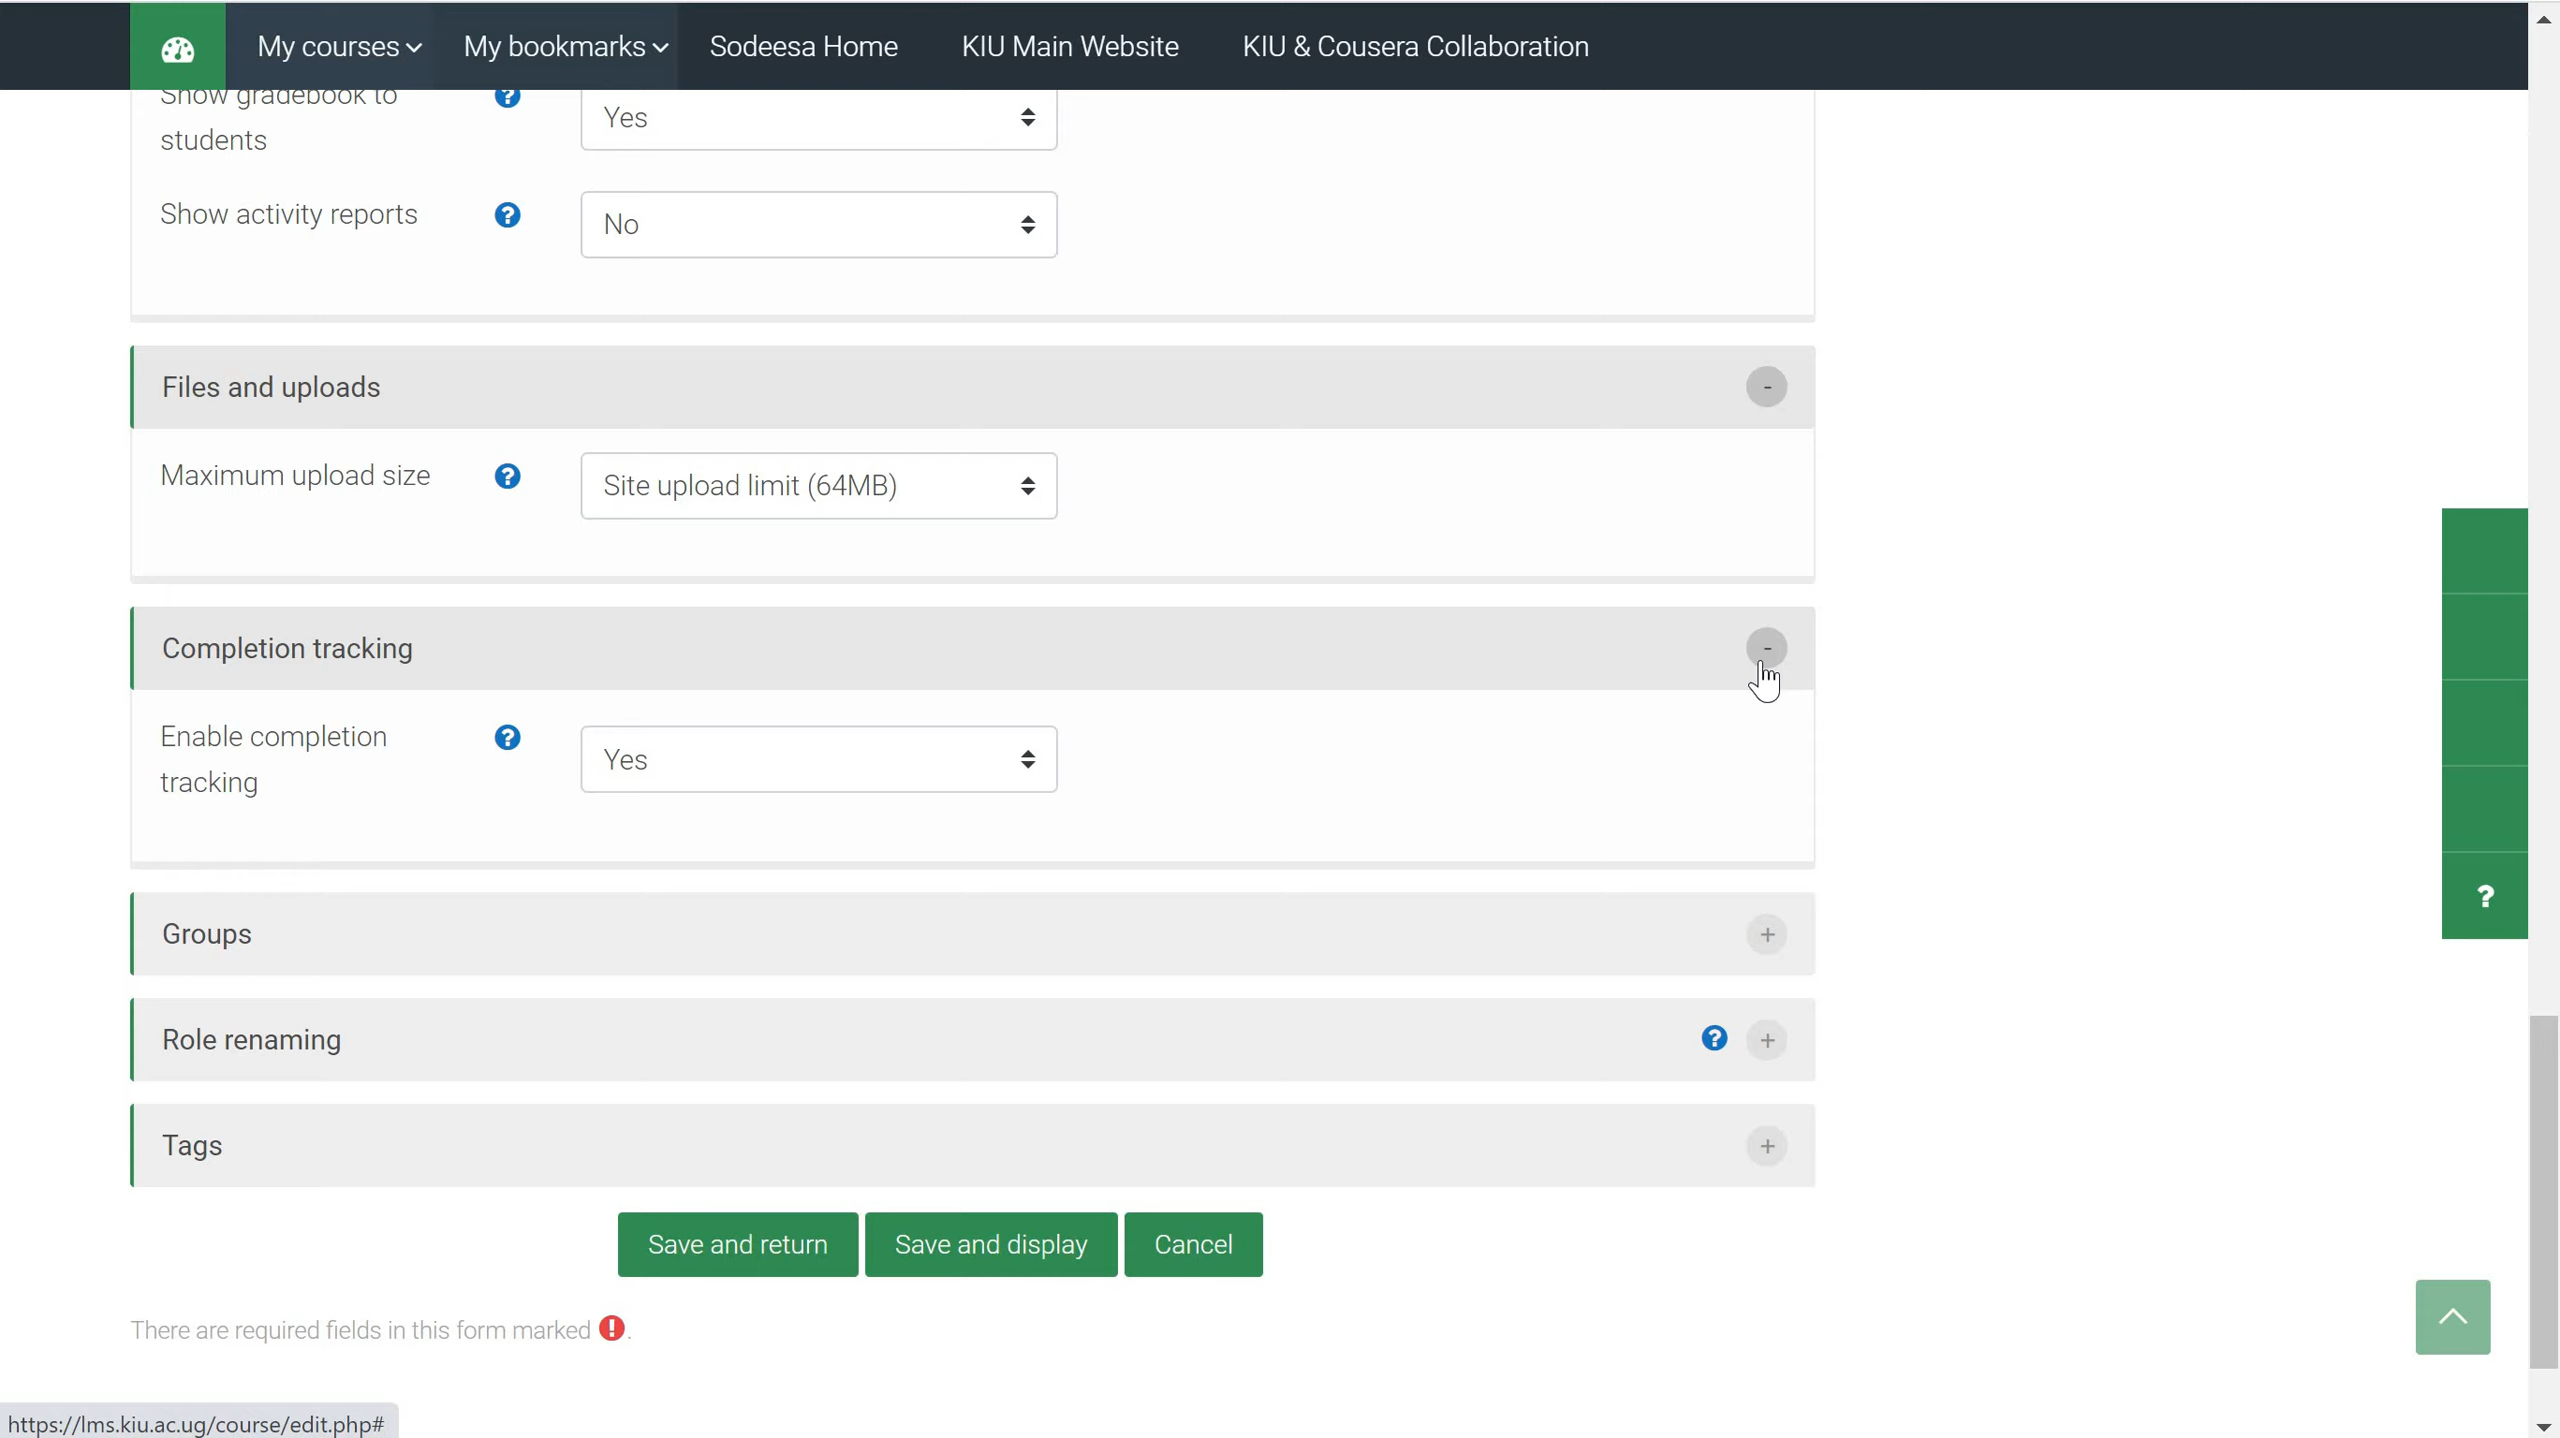 My courses My bookmarks Sodeesa Home KIU Main Website KIU & Cousera Collaboration
Show gradebook to
students
Yes
Show activity reports
No
Files and uploads
-
Maximum upload size
Site upload limit (64MB)
Completion tracking
-
Enable completion
tracking
Yes
Groups
+
Role renaming
+
Tags
+
Save and return Save and display Cancel
There are required fields in this form marked .
https://lms.kiu.ac.ug/course/edit.php#